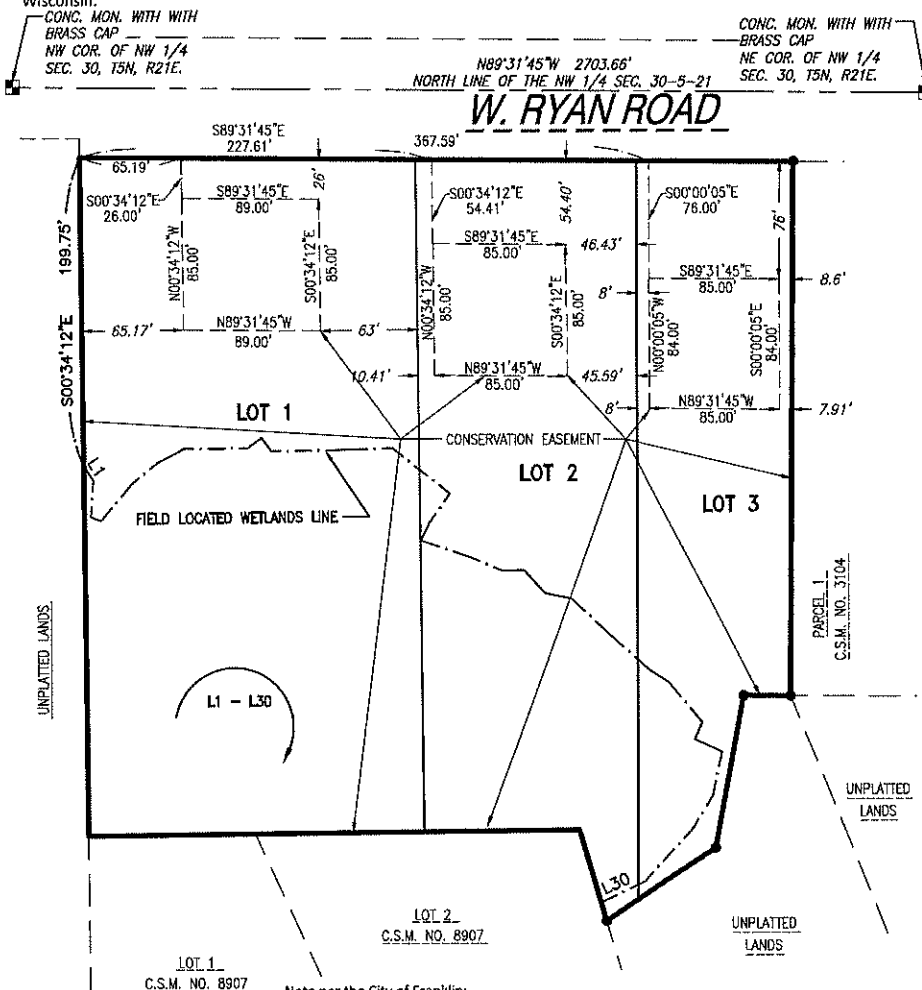 Wisconsin.
CONC. MON. WITH WITH
BRASS CAP
NW COR. OF NW 1/4
SEC. 30, T5N, R21E.
CONC. MON. WITH WITH
BRASS CAP
NE COR. OF NW 1/4
SEC. 30, T5N, R21E.
N89°31'45"W 2703.66'
NORTH LINE OF THE NW 1/4 SEC. 30-5-21
W. RYAN ROAD
S89°31'45"E
227.61'
367.59'
65.19'
26'
S00°34'12"E
26.00'
S89°31'45"E
89.00'
S00°34'12"E
54.41'
54.40'
S00°00'05"E
76.00'
76'
199.75'
S00°34'12"E
N00°34'12"W
85.00'
S00°34'12"E
85.00'
N00°34'12"W
85.00'
S89°31'45"E
85.00'
46.43'
S00°34'12"E
85.00'
8'
S89°31'45"E
85.00'
8.6'
N00°00'05"W
84.00'
S00°00'05"E
84.00'
65.17'
N89°31'45"W
89.00'
63'
10.41'
N89°31'45"W
85.00'
45.59'
8'
N89°31'45"W
85.00'
7.91'
LOT 1
CONSERVATION EASEMENT
LOT 2
LOT 3
L1
FIELD LOCATED WETLANDS LINE
UNPLATTED LANDS
PARCEL 1
C.S.M. NO. 3104
L1 - L30
UNPLATTED
LANDS
L30
LOT 2
C.S.M. NO. 8907
UNPLATTED
LANDS
LOT 1
C.S.M. NO. 8907